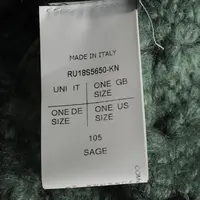 MADE IN ITALY
RU18S5650-KN
UNI IT
ONE GB SIZE
ONE DE SIZE
ONE US SIZE
105
SAGE